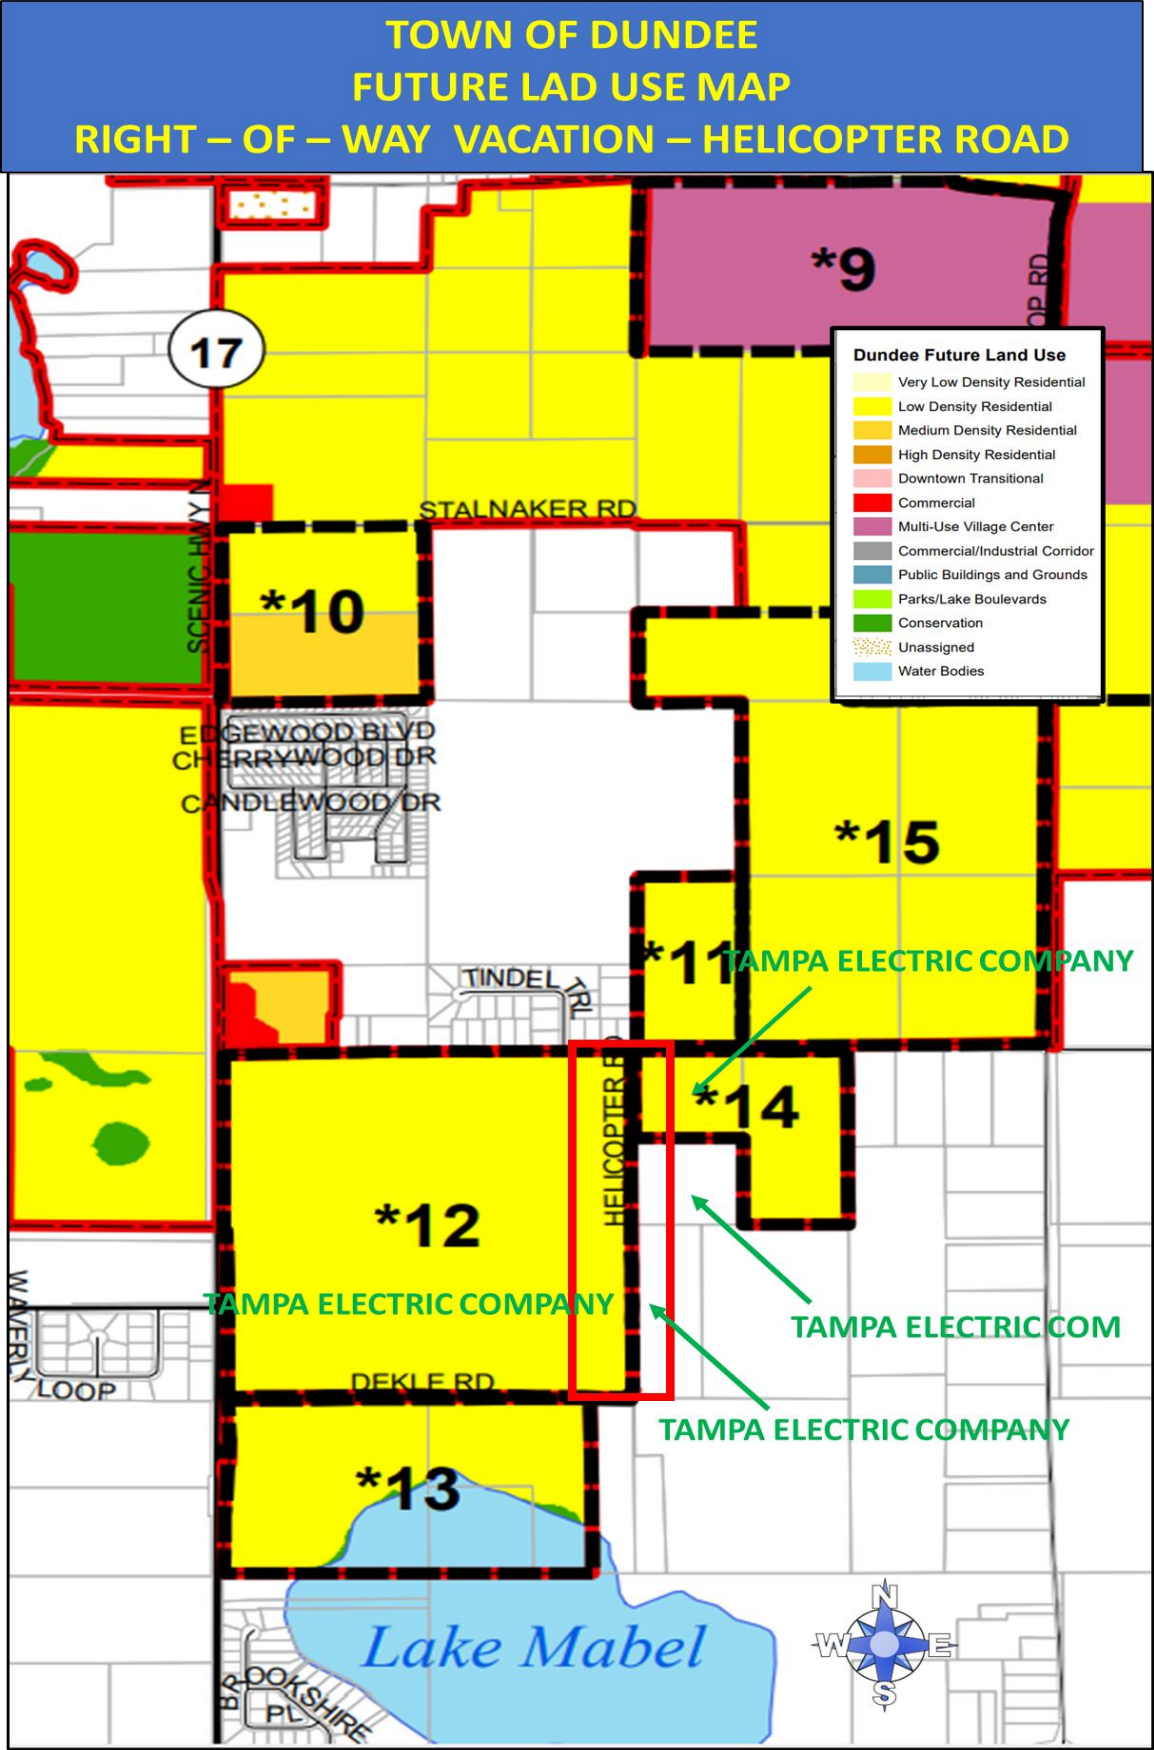 TOWN OF DUNDEE
FUTURE LAD USE MAP
RIGHT – OF – WAY VACATION – HELICOPTER ROAD
*9
OP RD
17
Dundee Future Land Use
Very Low Density Residential
Low Density Residential
Medium Density Residential
High Density Residential
Downtown Transitional
Commercial
Multi-Use Village Center
Commercial/Industrial Corridor
Public Buildings and Grounds
Parks/Lake Boulevards
Conservation
Unassigned
Water Bodies
STALNAKER RD
SCENIC HWY N
*10
EDGEWOOD BLVD
CHERRYWOOD DR
CANDLEWOOD DR
*15
*11
TAMPA ELECTRIC COMPANY
TINDEL TRL
HELICOPTER RD
*14
*12
TAMPA ELECTRIC COMPANY
TAMPA ELECTRIC COM
WAVERLY LOOP
DEKLE RD
TAMPA ELECTRIC COMPANY
*13
Lake Mabel
N
W E
S
BROOKSHIRE
PL